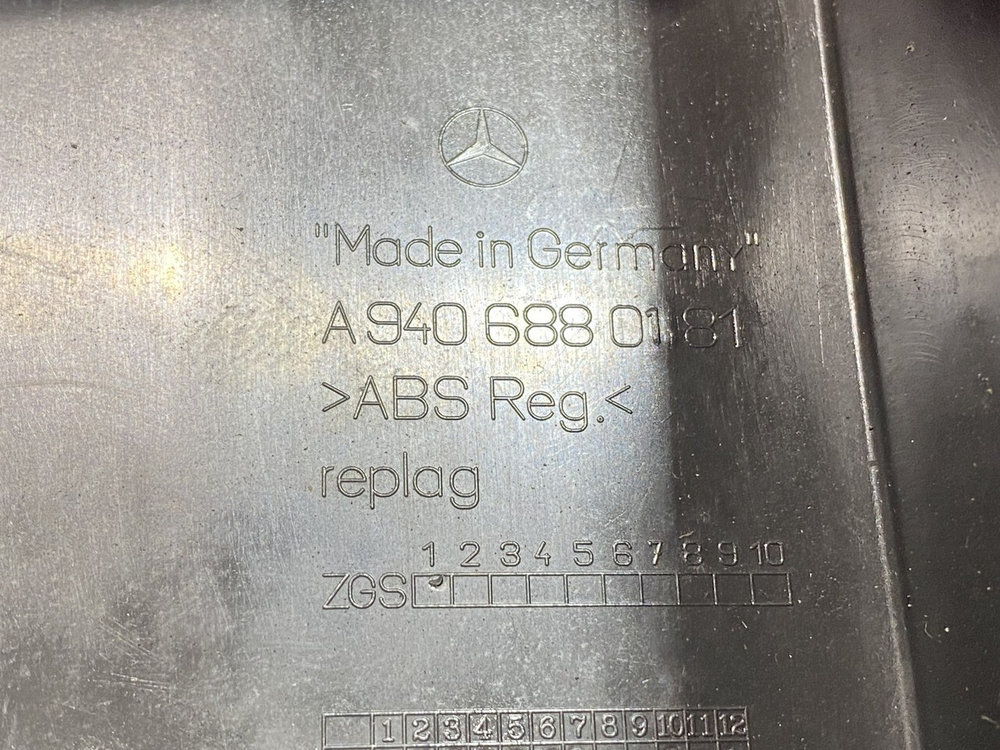 "Made in Germany"
A 940 688 01 81
>ABS Reg.<
replag
1 2 3 4 5 6 7 8 9 10
ZGS
1 2 3 4 5 6 7 8 9 10 11 12